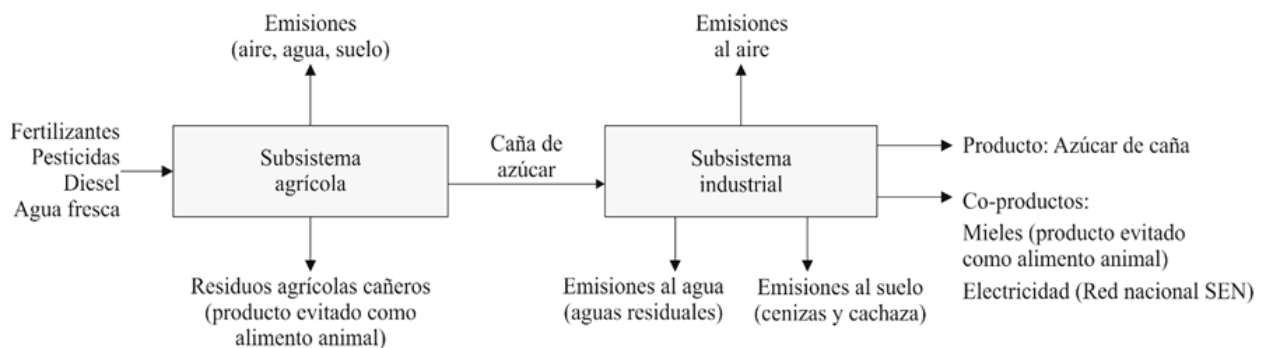 Emisiones
(aire, agua, suelo)
Emisiones
al aire
Fertilizantes
Pesticidas
Diesel
Agua fresca
Subsistema
agrícola
Caña de
azúcar
Subsistema
industrial
Producto: Azúcar de caña
Co-productos:
Mieles (producto evitado
como alimento animal)
Electricidad (Red nacional SEN)
Residuos agrícolas cañeros
(producto evitado como
alimento animal)
Emisiones al agua
(aguas residuales)
Emisiones al suelo
(cenizas y cachaza)